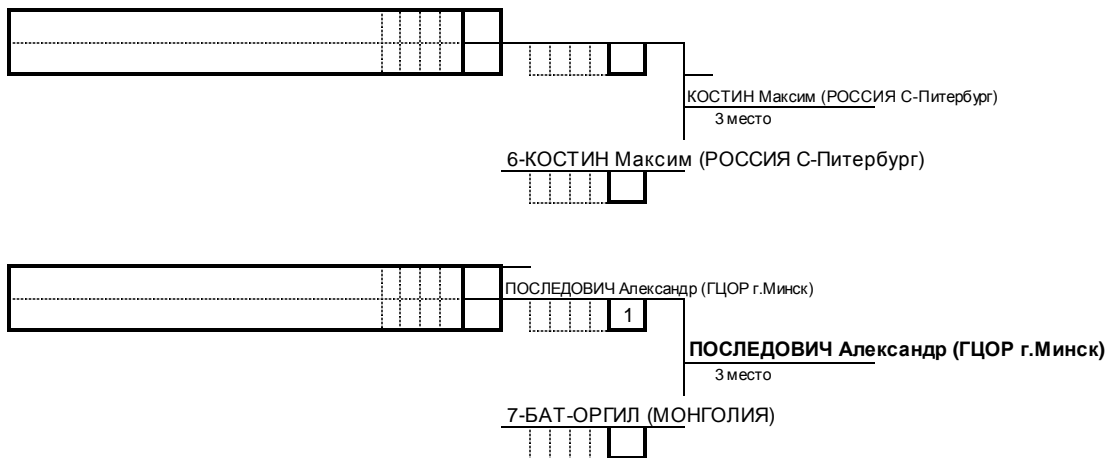 КОСТИН Максим (РОССИЯ С-Питербург)
3 место
6-КОСТИН Максим (РОССИЯ С-Питербург)
ПОСЛЕДОВИЧ Александр (ГЦОР г.Минск)
1
ПОСЛЕДОВИЧ Александр (ГЦОР г.Минск)
3 место
7-БАТ-ОРГИЛ (МОНГОЛИЯ)